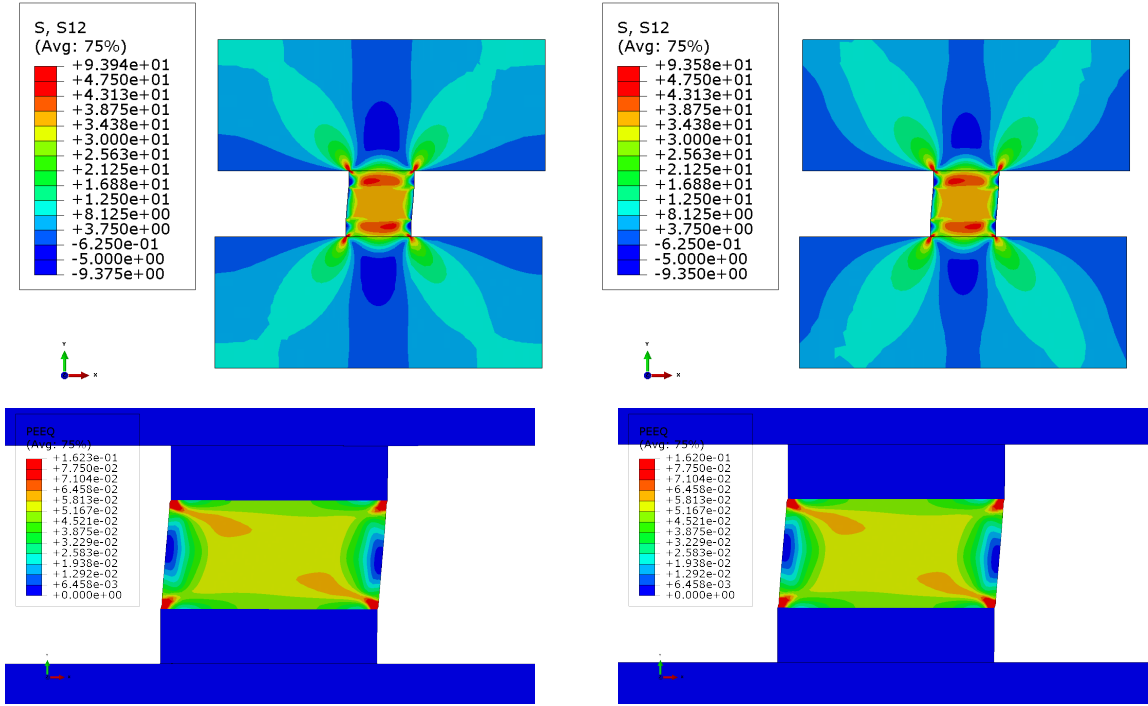 S, S12
(Avg: 75%)
+9.394e+01
+4.750e+01
+4.313e+01
+3.875e+01
+3.438e+01
+3.000e+01
+2.563e+01
+2.125e+01
+1.688e+01
+1.250e+01
+8.125e+00
+3.750e+00
-6.250e-01
-5.000e+00
-9.375e+00
Y
X
S, S12
(Avg: 75%)
+9.358e+01
+4.750e+01
+4.313e+01
+3.875e+01
+3.438e+01
+3.000e+01
+2.563e+01
+2.125e+01
+1.688e+01
+1.250e+01
+8.125e+00
+3.750e+00
-6.250e-01
-5.000e+00
-9.350e+00
Y
X
PEEQ
(Avg: 75%)
+1.623e-01
+7.750e-02
+7.104e-02
+6.458e-02
+5.813e-02
+5.167e-02
+4.521e-02
+3.875e-02
+3.229e-02
+2.583e-02
+1.938e-02
+1.292e-02
+6.458e-03
+0.000e+00
PEEQ
(Avg: 75%)
+1.620e-01
+7.750e-02
+7.104e-02
+6.458e-02
+5.813e-02
+5.167e-02
+4.521e-02
+3.875e-02
+3.229e-02
+2.583e-02
+1.938e-02
+1.292e-02
+6.458e-03
+0.000e+00